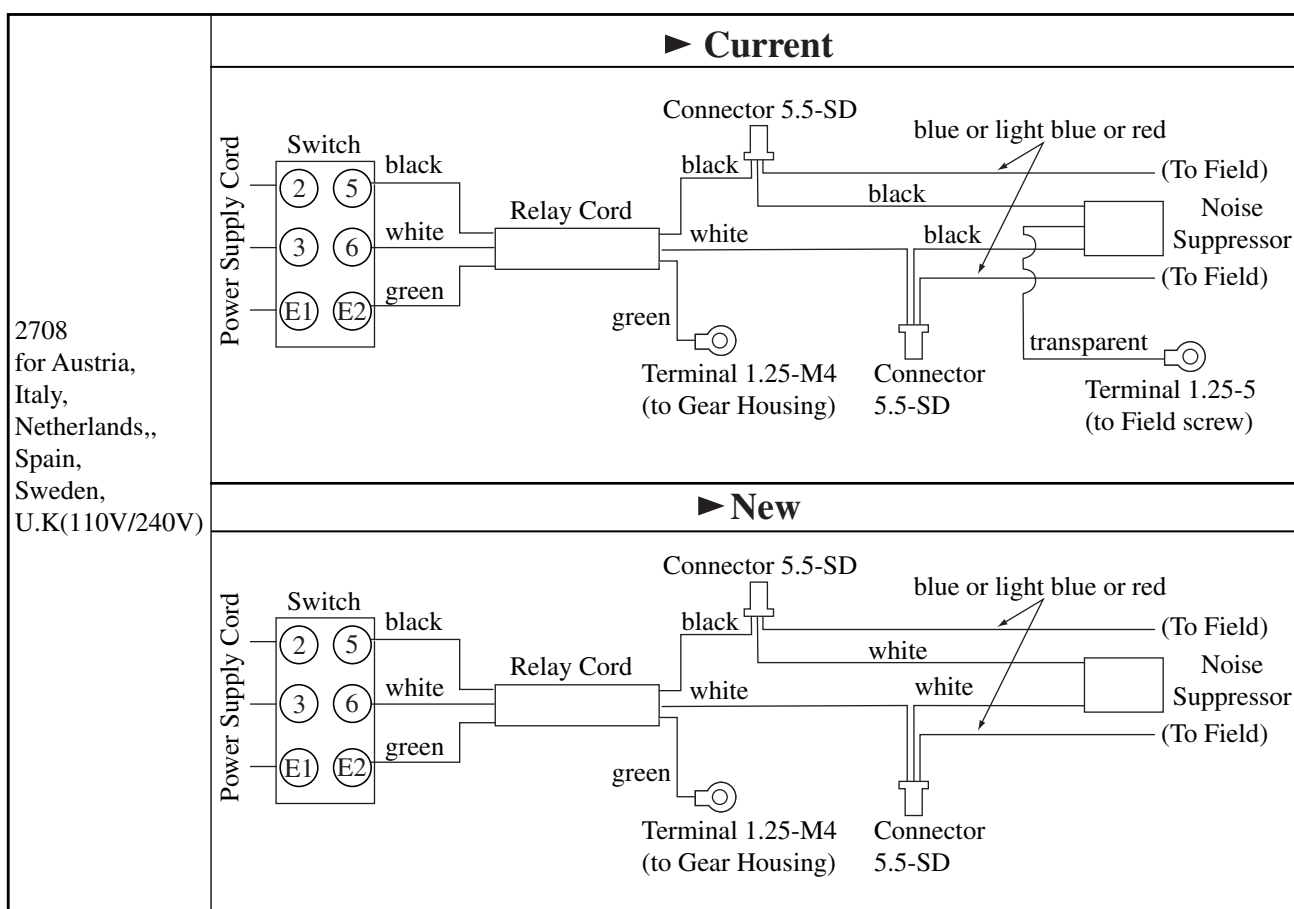 2708
for Austria,
Italy,
Netherlands,,
Spain,
Sweden,
U.K(110V/240V)
► Current
Connector 5.5-SD
blue or light blue or red
Power Supply Cord
Switch
black
black
(To Field)
2 5
black
Noise
Suppressor
Relay Cord
3 6
white
white
black
(To Field)
E1 E2
green
green
transparent
Terminal 1.25-M4
(to Gear Housing)
Connector
5.5-SD
Terminal 1.25-5
(to Field screw)
► New
Connector 5.5-SD
blue or light blue or red
Power Supply Cord
Switch
black
black
(To Field)
2 5
white
Noise
Suppressor
Relay Cord
3 6
white
white
white
(To Field)
E1 E2
green
green
Terminal 1.25-M4
(to Gear Housing)
Connector
5.5-SD